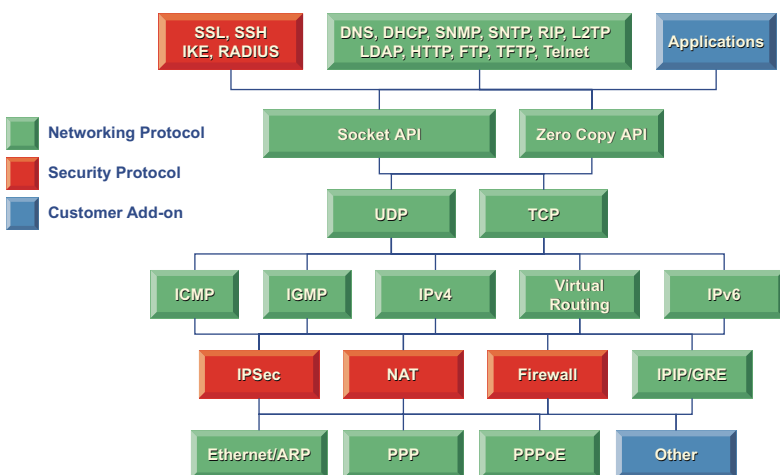 SSL, SSH
IKE, RADIUS
DNS, DHCP, SNMP, SNTP, RIP, L2TP
LDAP, HTTP, FTP, TFTP, Telnet
Applications
Networking Protocol
Security Protocol
Customer Add-on
Socket API
Zero Copy API
UDP
TCP
ICMP
IGMP
IPv4
Virtual
Routing
IPv6
IPSec
NAT
Firewall
IPIP/GRE
Ethernet/ARP
PPP
PPPoE
Other